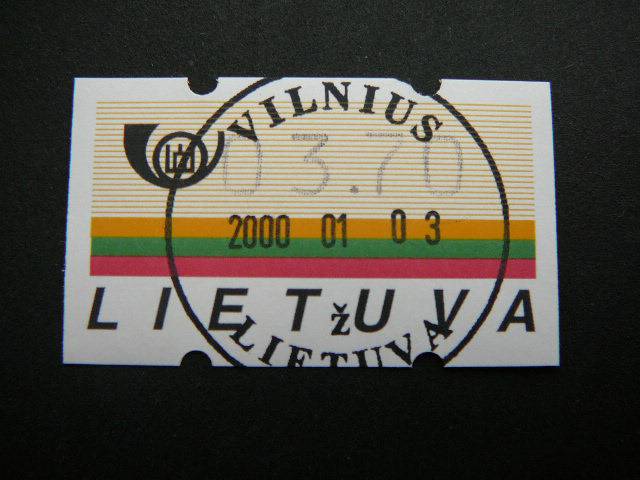 VILNIUS
03.70
2000 01 03
LIETUVA
ž
LIETUVA